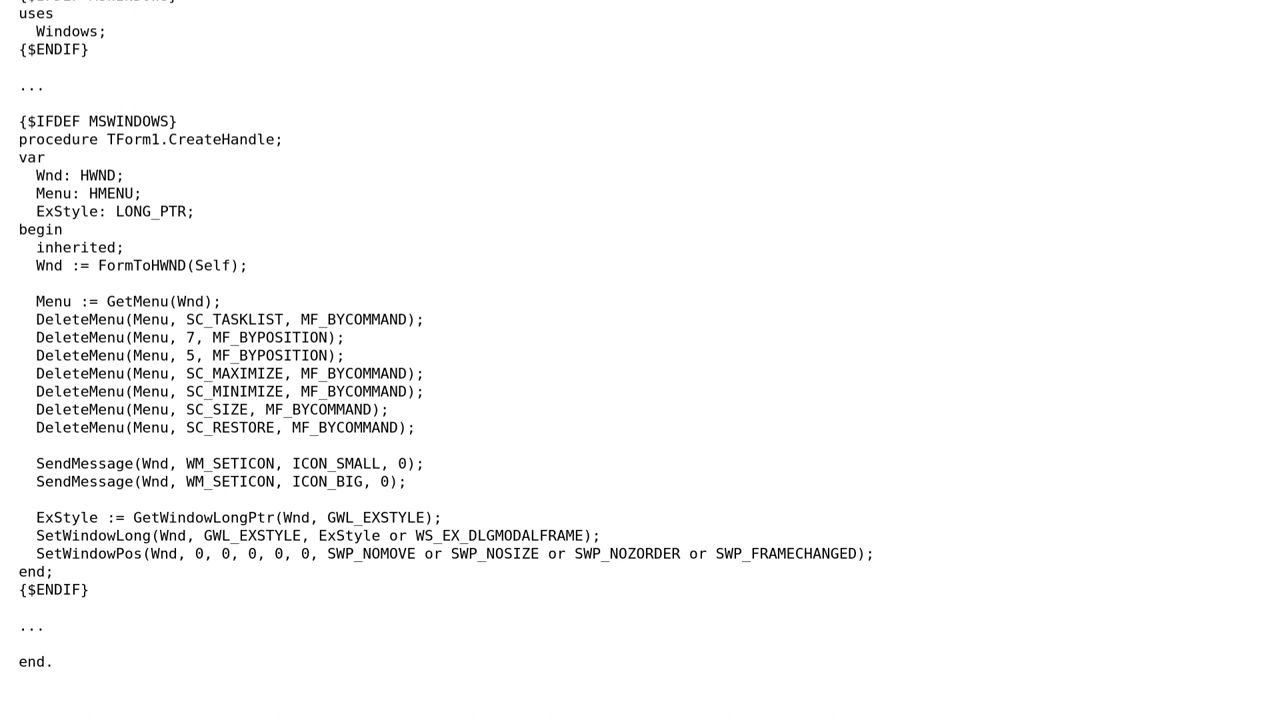 {$IFDEF MSWINDOWS}
uses
  Windows;
{$ENDIF}
...
{$IFDEF MSWINDOWS}
procedure TForm1.CreateHandle;
var
  Wnd: HWND;
  Menu: HMENU;
  ExStyle: LONG_PTR;
begin
  inherited;
  Wnd := FormToHWND(Self);
  Menu := GetMenu(Wnd);
  DeleteMenu(Menu, SC_TASKLIST, MF_BYCOMMAND);
  DeleteMenu(Menu, 7, MF_BYPOSITION);
  DeleteMenu(Menu, 5, MF_BYPOSITION);
  DeleteMenu(Menu, SC_MAXIMIZE, MF_BYCOMMAND);
  DeleteMenu(Menu, SC_MINIMIZE, MF_BYCOMMAND);
  DeleteMenu(Menu, SC_SIZE, MF_BYCOMMAND);
  DeleteMenu(Menu, SC_RESTORE, MF_BYCOMMAND);
  SendMessage(Wnd, WM_SETICON, ICON_SMALL, 0);
  SendMessage(Wnd, WM_SETICON, ICON_BIG, 0);
  ExStyle := GetWindowLongPtr(Wnd, GWL_EXSTYLE);
  SetWindowLong(Wnd, GWL_EXSTYLE, ExStyle or WS_EX_DLGMODALFRAME);
  SetWindowPos(Wnd, 0, 0, 0, 0, 0, SWP_NOMOVE or SWP_NOSIZE or SWP_NOZORDER or SWP_FRAMECHANGED);
end;
{$ENDIF}
...
end.